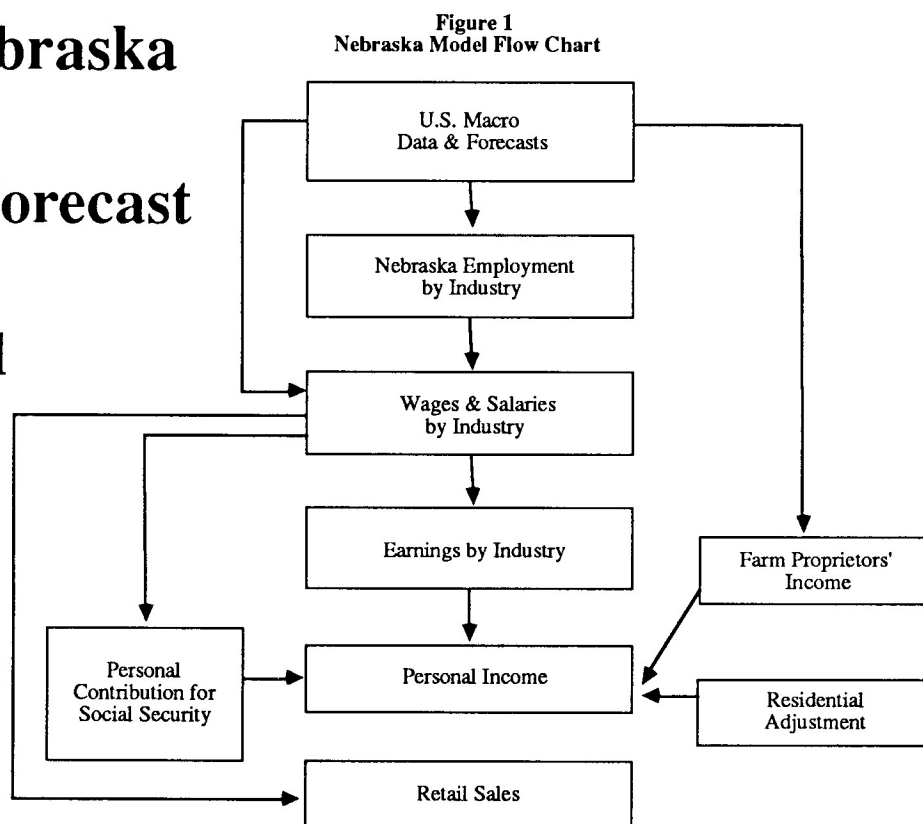 braska
orecast
Figure 1
Nebraska Model Flow Chart
U.S. Macro
Data & Forecasts
Nebraska Employment
by Industry
Wages & Salaries
by Industry
Earnings by Industry
Farm Proprietors'
Income
Personal
Contribution for
Social Security
Personal Income
Residential
Adjustment
Retail Sales